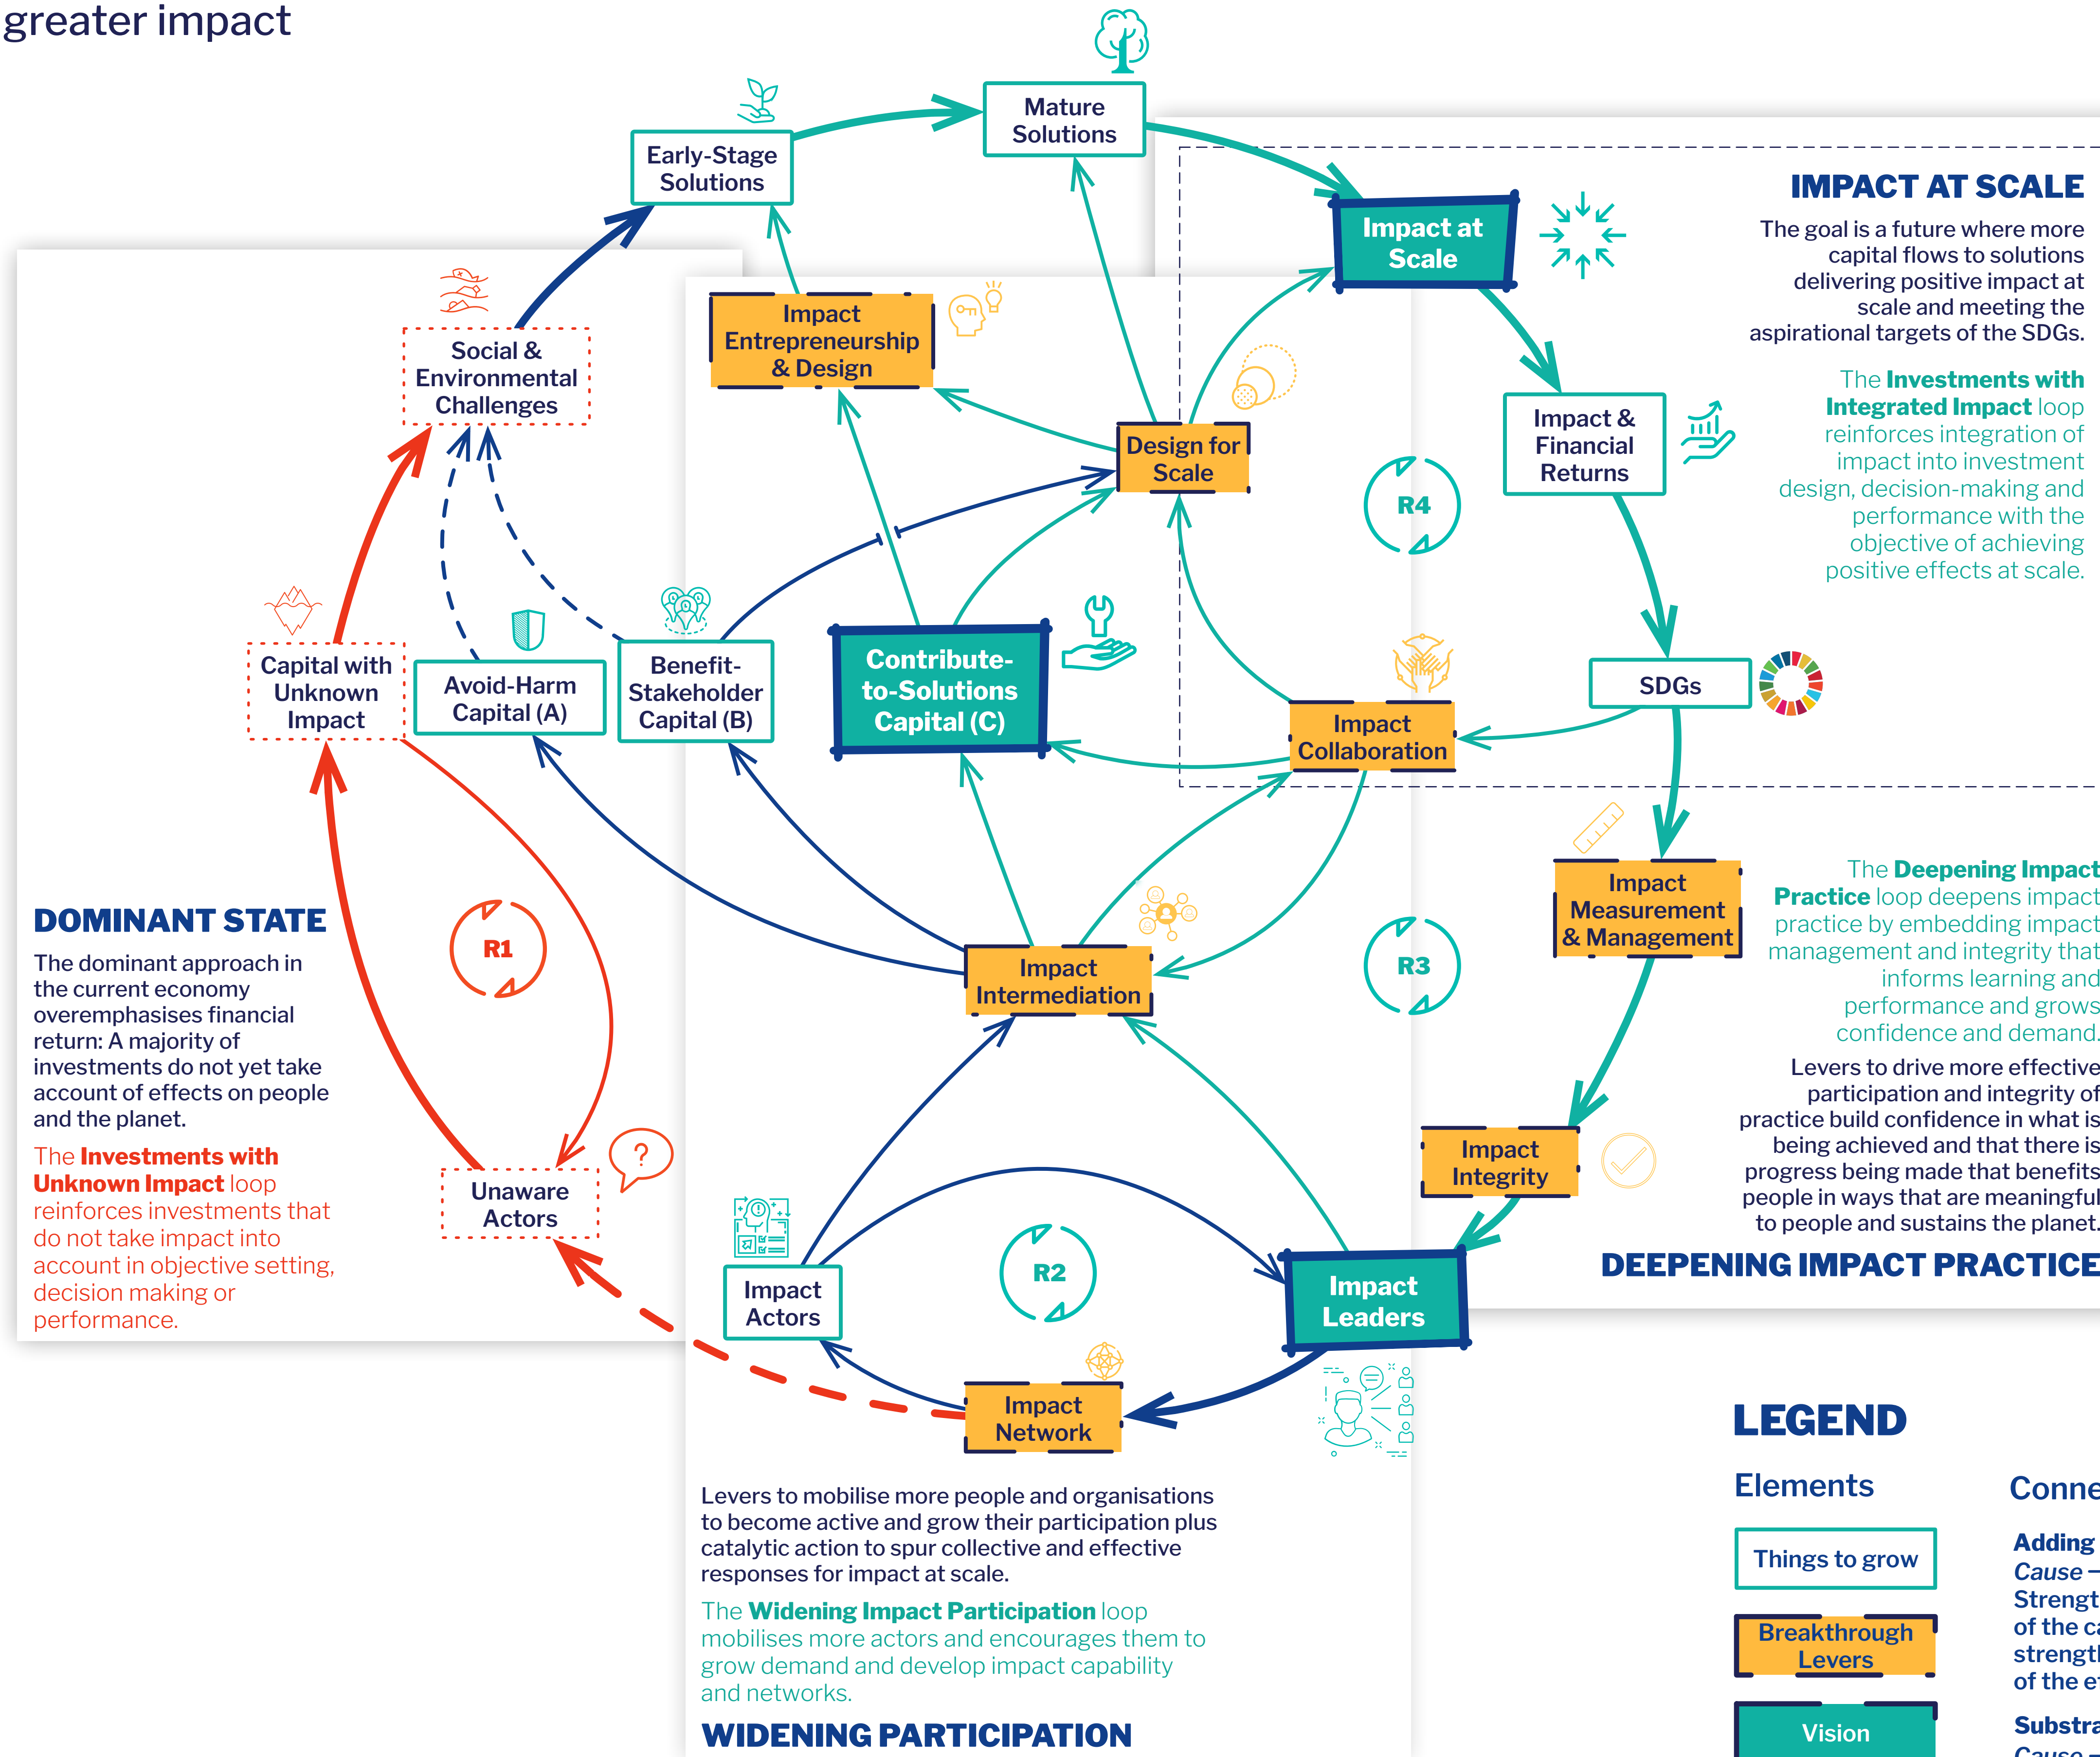 greater impact
Mature
Solutions
Early-Stage
Solutions
Impact at
Scale
IMPACT AT SCALE
The goal is a future where more
capital flows to solutions
delivering positive impact at
scale and meeting the
aspirational targets of the SDGs.
The Investments with
Integrated Impact loop
reinforces integration of
impact into investment
design, decision-making and
performance with the
objective of achieving
positive effects at scale.
Impact
Entrepreneurship
& Design
Social &
Environmental
Challenges
Design for
Scale
Impact &
Financial
Returns
R4
Capital with
Unknown
Impact
Avoid-Harm
Capital (A)
Benefit-
Stakeholder
Capital (B)
Contribute-
to-Solutions
Capital (C)
Impact
Collaboration
SDGs
Impact
Measurement
& Management
The Deepening Impact
Practice loop deepens impact
practice by embedding impact
management and integrity that
informs learning and
performance and grows
confidence and demand.
Levers to drive more effective
participation and integrity of
practice build confidence in what is
being achieved and that there is
progress being made that benefits
people in ways that are meaningful
to people and sustains the planet.
DEEPENING IMPACT PRACTICE
DOMINANT STATE
The dominant approach in
the current economy
overemphasises financial
return: A majority of
investments do not yet take
account of effects on people
and the planet.
The Investments with
Unknown Impact loop
reinforces investments that
do not take impact into
account in objective setting,
decision making or
performance.
R1
Impact
Intermediation
R3
?
Unaware
Actors
Impact
Integrity
Impact
Actors
R2
Impact
Leaders
Impact
Network
Levers to mobilise more people and organisations
to become active and grow their participation plus
catalytic action to spur collective and effective
responses for impact at scale.
The Widening Impact Participation loop
mobilises more actors and encourages them to
grow demand and develop impact capability
and networks.
WIDENING PARTICIPATION
LEGEND
Elements
Things to grow
Breakthrough
Levers
Vision
Conne
Adding
Cause –
Strengt
of the ca
strength
of the e
Substra
Cause –